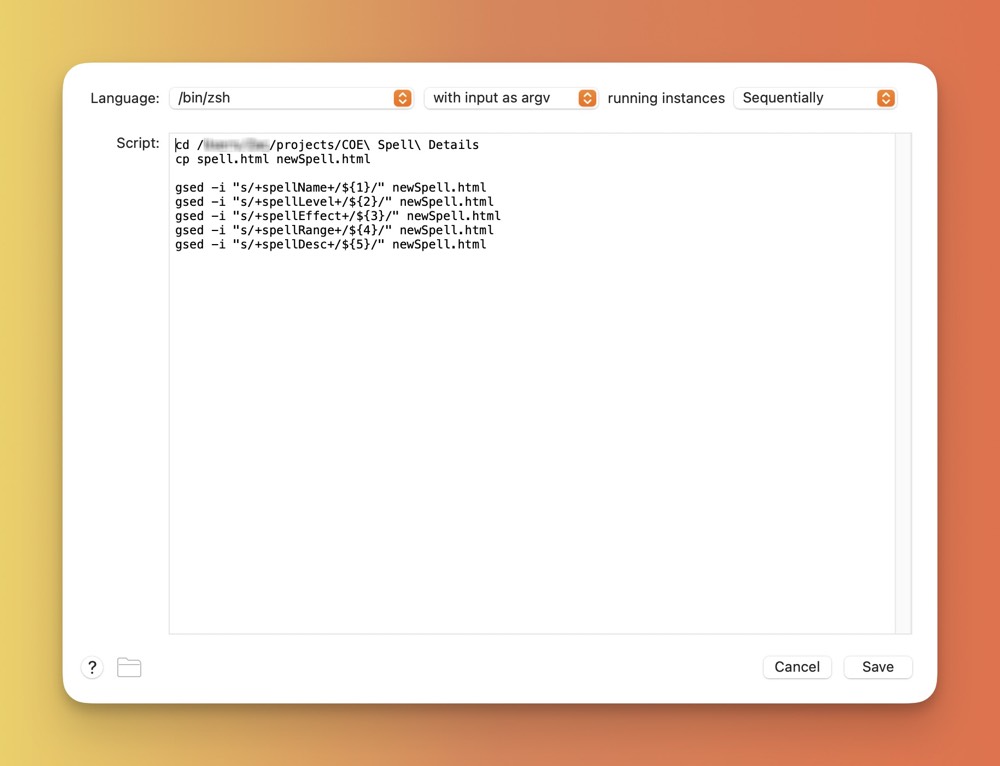 Language: /bin/zsh with input as argv running instances Sequentially
Script: cd / /projects/COE\ Spell\ Details
cp spell.html newSpell.html
gsed -i "s/+spellName+/${1}/" newSpell.html
gsed -i "s/+spellLevel+/${2}/" newSpell.html
gsed -i "s/+spellEffect+/${3}/" newSpell.html
gsed -i "s/+spellRange+/${4}/" newSpell.html
gsed -i "s/+spellDesc+/${5}/" newSpell.html
? Cancel Save